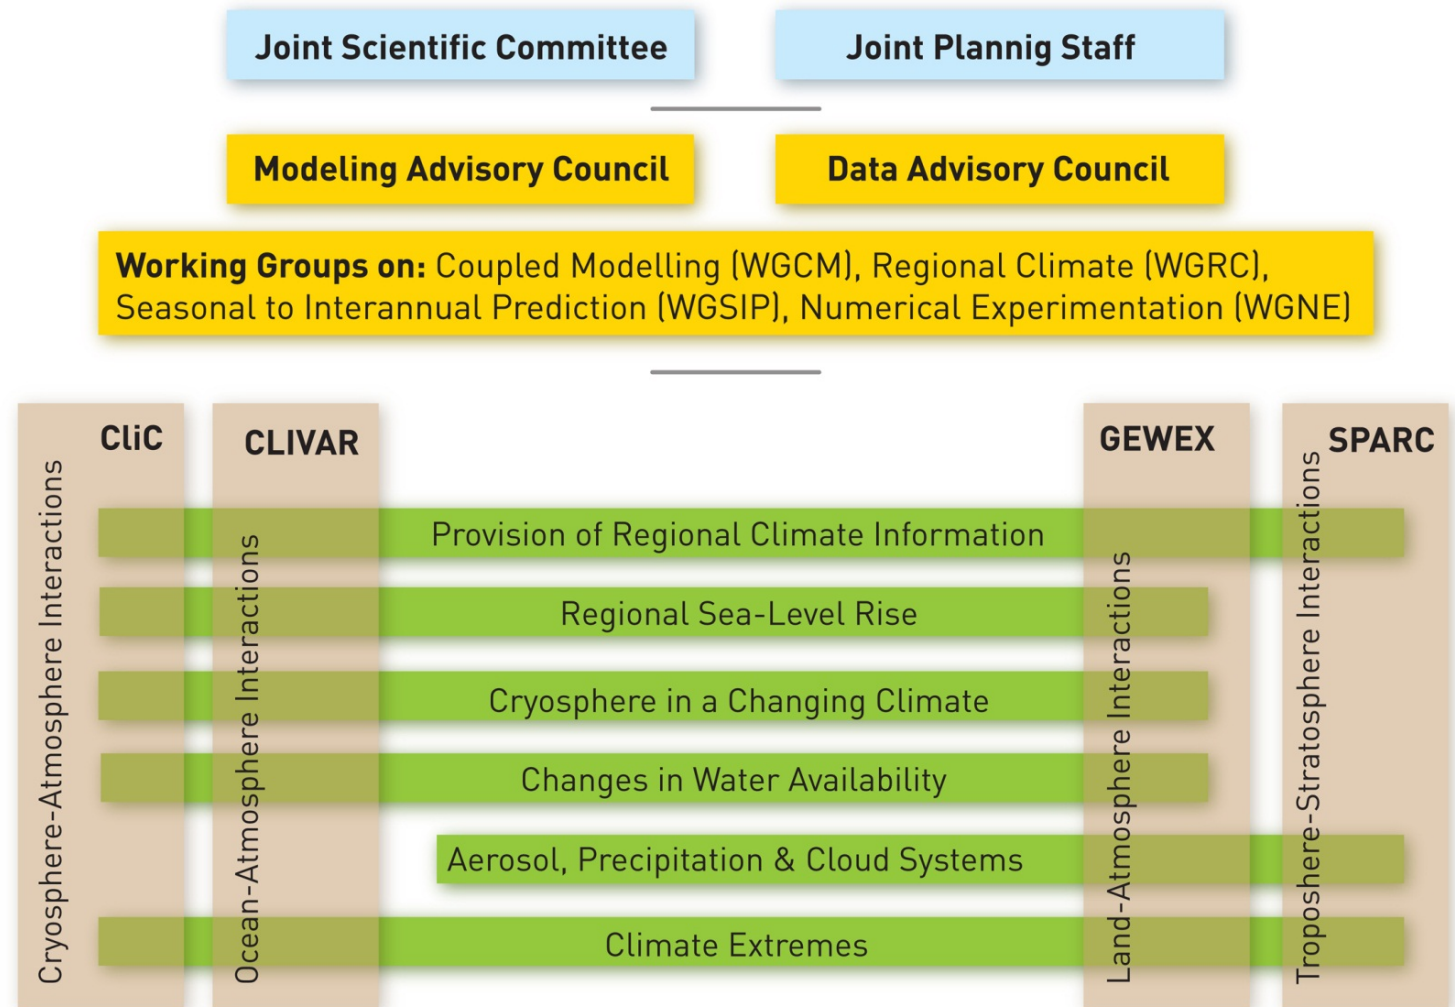 Joint Scientific Committee
Joint Plannig Staff
Modeling Advisory Council
Data Advisory Council
Working Groups on: Coupled Modelling (WGCM), Regional Climate (WGRC),
Seasonal to Interannual Prediction (WGSIP), Numerical Experimentation (WGNE)
CliC
CLIVAR
GEWEX
SPARC
Cryosphere-Atmosphere Interactions
Ocean-Atmosphere Interactions
Land-Atmosphere Interactions
Troposhere-Stratosphere Interactions
Provision of Regional Climate Information
Regional Sea-Level Rise
Cryosphere in a Changing Climate
Changes in Water Availability
Aerosol, Precipitation & Cloud Systems
Climate Extremes